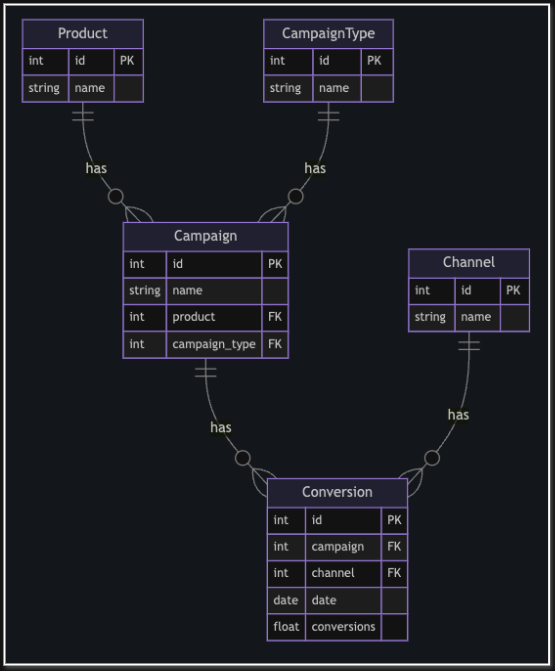 Product
int id PK
string name
CampaignType
int id PK
string name
has
has
Campaign
int id PK
string name
int product FK
int campaign_type FK
Channel
int id PK
string name
has
has
Conversion
int id PK
int campaign FK
int channel FK
date date
float conversions